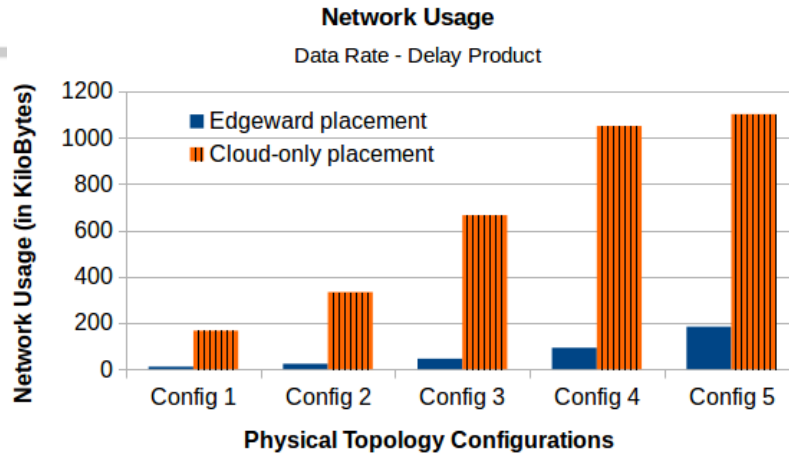 Network Usage
Data Rate - Delay Product
Network Usage (in KiloBytes)
1200
1000
800
600
400
200
0
Edgeward placement
Cloud-only placement
Config 1 Config 2 Config 3 Config 4 Config 5
Physical Topology Configurations